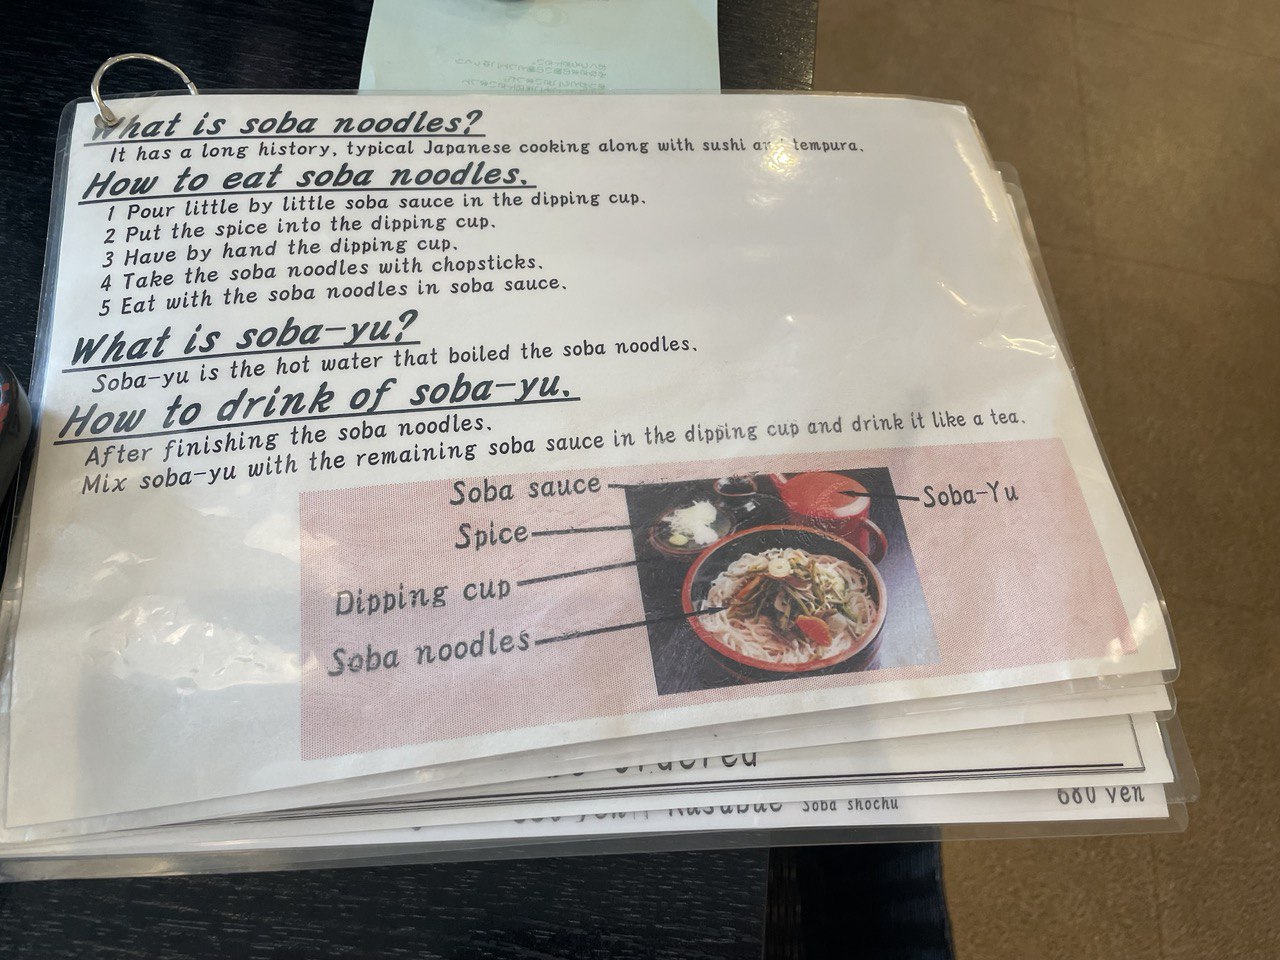 What is soba noodles?
It has a long history, typical Japanese cooking along with sushi and tempura.
How to eat soba noodles.
1 Pour little by little soba sauce in the dipping cup.
2 Put the spice into the dipping cup.
3 Have by hand the dipping cup.
4 Take the soba noodles with chopsticks.
5 Eat with the soba noodles in soba sauce.
What is soba-yu?
Soba-yu is the hot water that boiled the soba noodles.
How to drink of soba-yu.
After finishing the soba noodles.
Mix soba-yu with the remaining soba sauce in the dipping cup and drink it like a tea.
Soba sauce
Soba-Yu
Spice
Dipping cup
Soba noodles
ordered
Soba shochu 680 yen